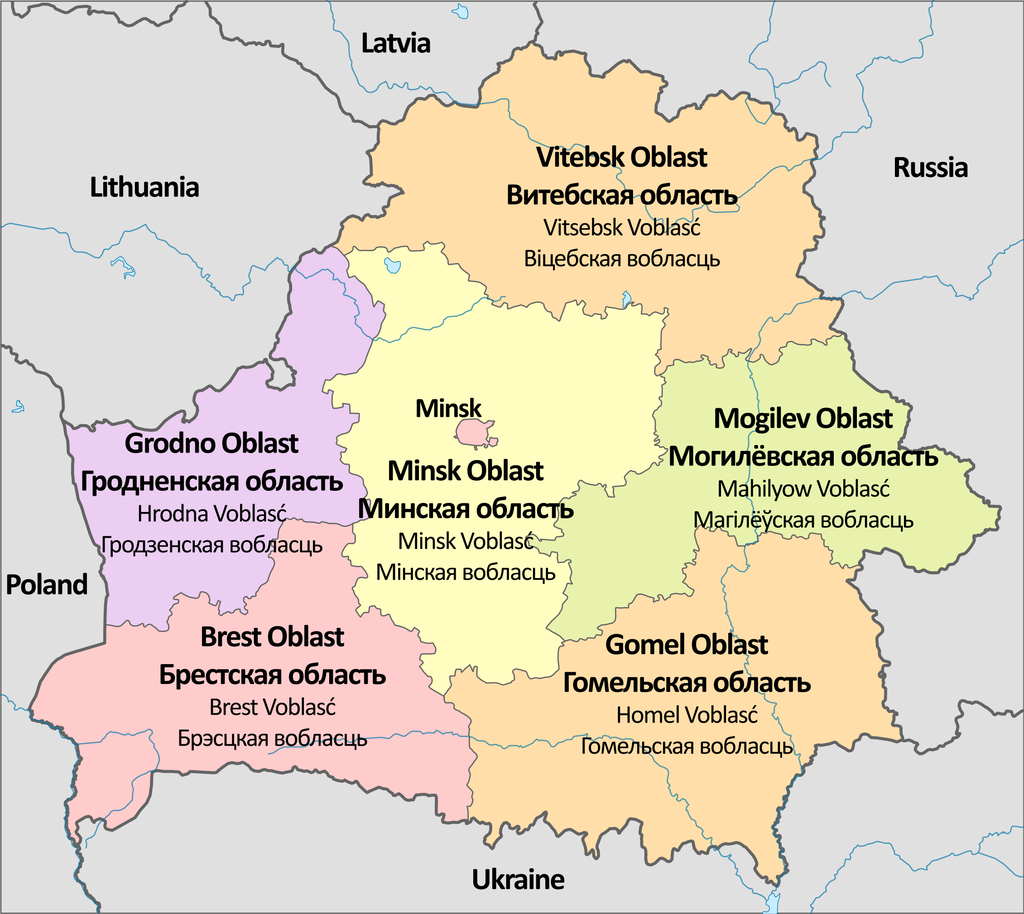 Latvia
Vitebsk Oblast
Витебская область
Vitsebsk Voblasć
Віцебская вобласць
Russia
Lithuania
Minsk
Minsk Oblast
Минская область
Minsk Voblasć
Мінская вобласць
Mogilev Oblast
Могилёвская область
Mahilyow Voblasć
Магілёўская вобласць
Grodno Oblast
Гродненская область
Hrodna Voblasć
Гродзенская вобласць
Poland
Brest Oblast
Брестская область
Brest Voblasć
Брэсцкая вобласць
Gomel Oblast
Гомельская область
Homel Voblasć
Гомельская вобласць
Ukraine